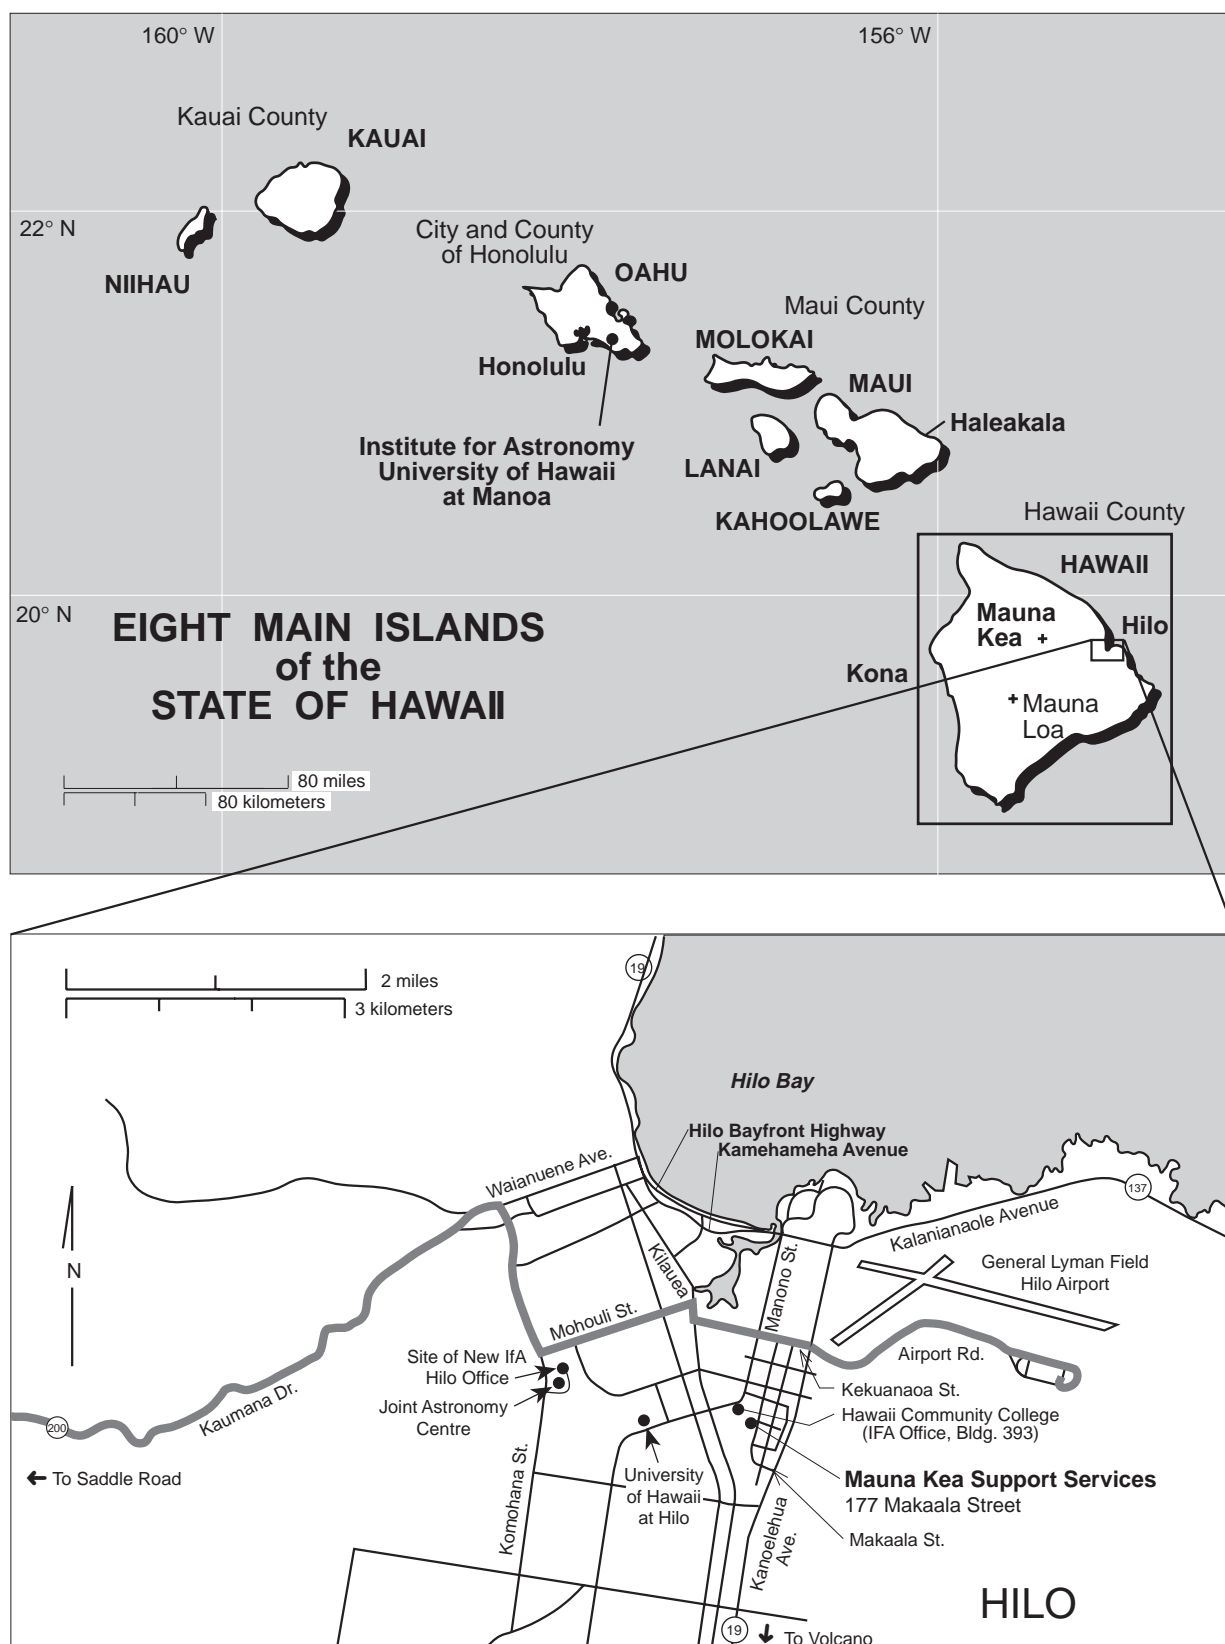 160° W
156° W
Kauai County
KAUAI
22° N
NIIHAU
City and County
of Honolulu
OAHU
Honolulu
Institute for Astronomy
University of Hawaii
at Manoa
Maui County
MOLOKAI
MAUI
Haleakala
LANAI
KAHOOLAWE
Hawaii County
HAWAII
20° N
EIGHT MAIN ISLANDS
of the
STATE OF HAWAII
Mauna
Kea
Hilo
Kona
Mauna
Loa
80 miles
80 kilometers
2 miles
3 kilometers
19
Hilo Bay
Hilo Bayfront Highway
Kamehameha Avenue
Waianuene Ave.
137
Kalanianaole Avenue
N
Kilauea
Manono St.
General Lyman Field
Hilo Airport
Mohouli St.
Airport Rd.
Site of New IfA
Hilo Office
Joint Astronomy
Centre
Kaumana Dr.
200
To Saddle Road
Kekuanaoa St.
Hawaii Community College
(IFA Office, Bldg. 393)
University
of Hawaii
at Hilo
Mauna Kea Support Services
177 Makaala Street
Komohana St.
Kanoelehua
Ave.
Makaala St.
HILO
19
To Volcano